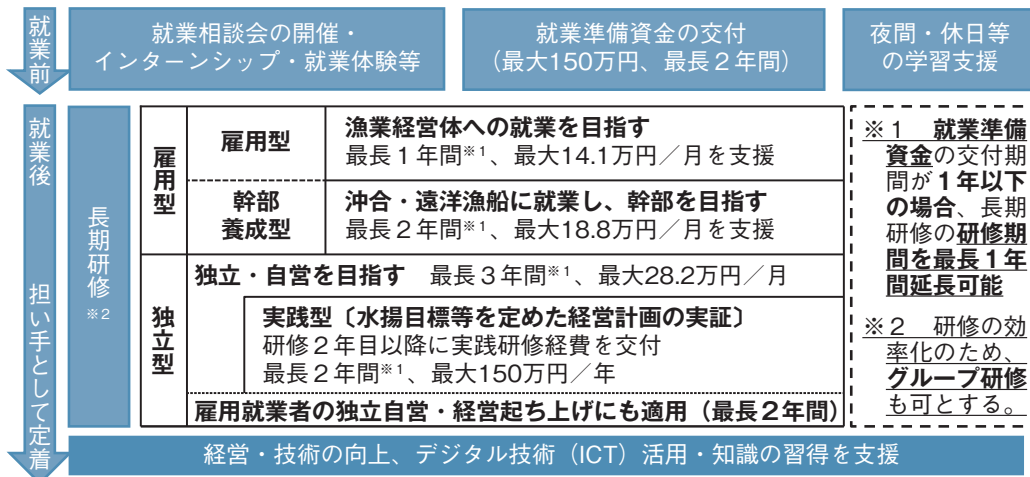 就業前
就業相談会の開催・
インターンシップ・就業体験等
就業準備資金の交付
(最大150万円、最長2年間)
夜間・休日等
の学習支援
就業後
担い手として定着
長期研修
※2
雇用型
雇用型
漁業経営体への就業を目指す
最長1年間※1、最大14.1万円/月を支援
幹部
養成型
沖合・遠洋漁船に就業し、幹部を目指す
最長2年間※1、最大18.8万円/月を支援
独立型
独立・自営を目指す 最長3年間※1、最大28.2万円/月
実践型〔水揚目標等を定めた経営計画の実証〕
研修2年目以降に実践研修経費を交付
最長2年間※1、最大150万円/年
雇用就業者の独立自営・経営起ち上げにも適用(最長2年間)
※1 就業準備
資金の交付期
間が1年以下
の場合、長期
研修の研修期
間を最長1年
間延長可能
※2 研修の効
率化のため、
グループ研修
も可とする。
経営・技術の向上、デジタル技術(ICT)活用・知識の習得を支援